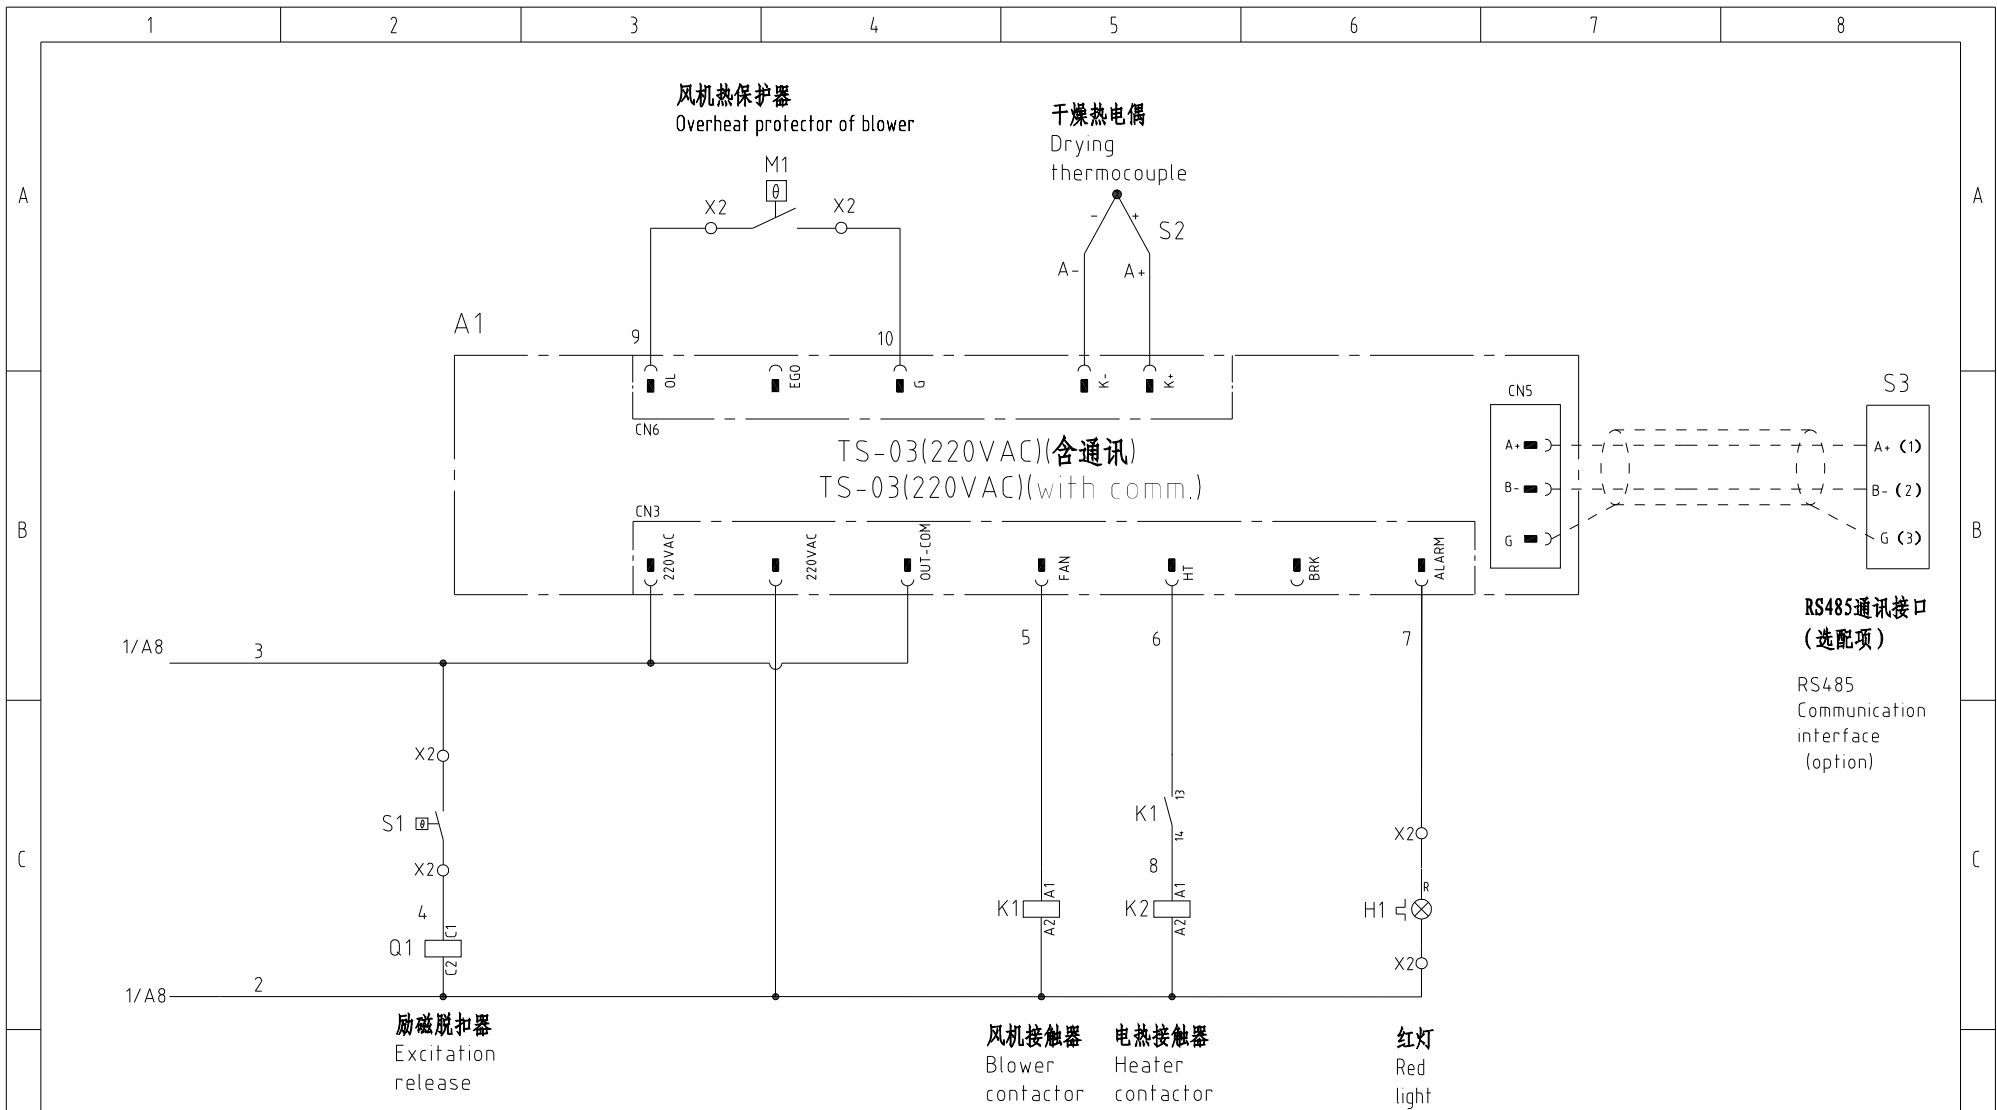 1 2 3 4 5 6 7 8
风机热保护器
Overheat protector of blower
干燥热电偶
Drying
thermocouple
M1
θ
X2 X2
- +
S2
A A
A- A+
A1
9 10
OL EGO G K- K+
CN6
CN5
S3
TS-03(220VAC)(含通讯)
TS-03(220VAC)(with comm.)
A+ A+ (1)
B- B- (2)
G G (3)
CN3
B B
220VAC 220VAC OUT-COM FAN HT BRK ALARM
RS485通讯接口
(选配项)
RS485
Communication
interface
(option)
1/A8 3 5 6 7
X2
S1 θ
X2
4
Q1 C1 C2
K1 13 14
8
K1 A1 A2
K2 A1 A2
X2
R
H1
X2
C C
1/A8 2
励磁脱扣器
Excitation
release
风机接触器
Blower
contactor
电热接触器
Heater
contactor
红灯
Red
light